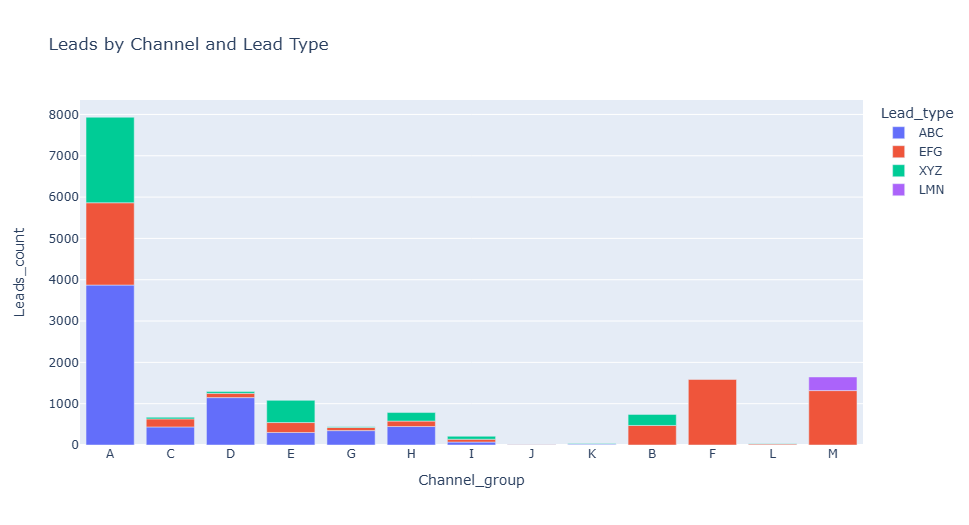 Leads by Channel and Lead Type
Lead_type
ABC
EFG
XYZ
LMN
Leads_count
8000
7000
6000
5000
4000
3000
2000
1000
0
A C D E G H I J K B F L M
Channel_group